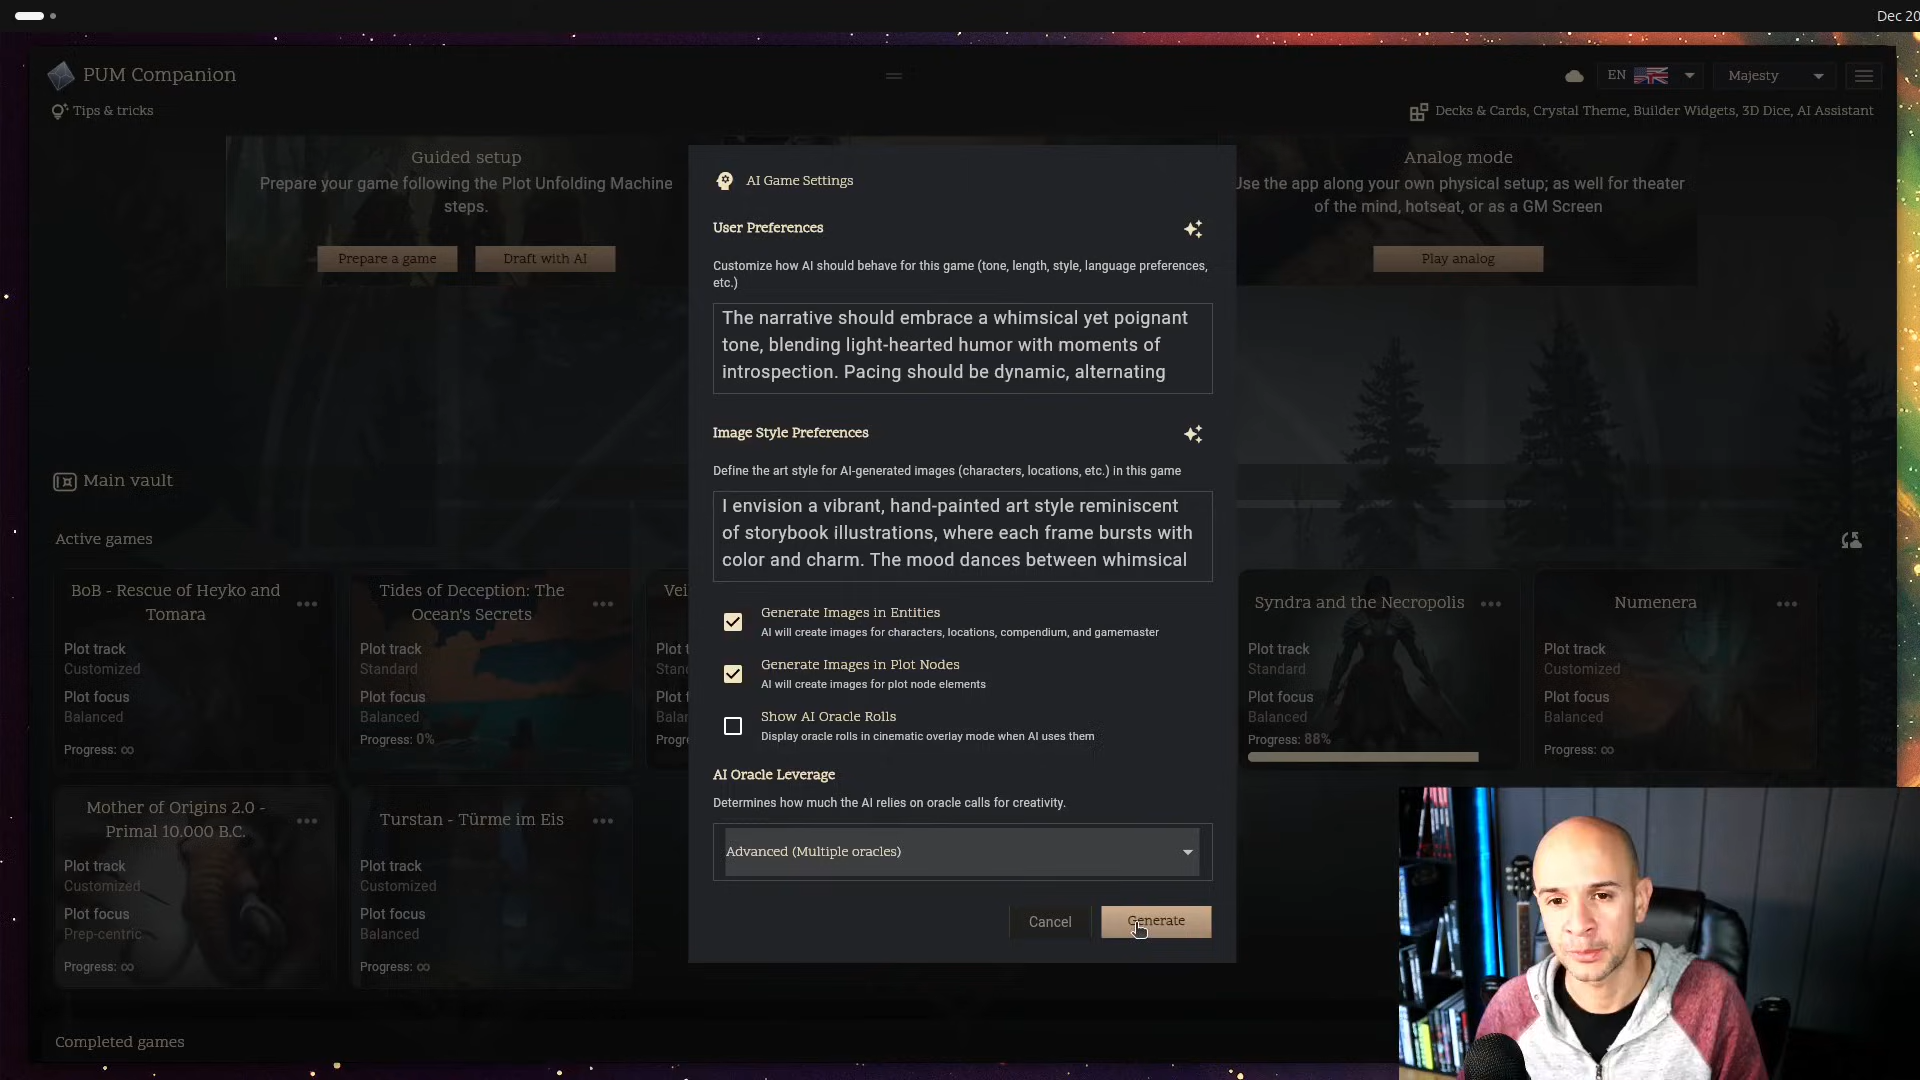 Dec 20
PUM Companion
EN
Majesty
Tips & tricks
Decks & Cards, Crystal Theme, Builder Widgets, 3D Dice, AI Assistant
Guided setup
Prepare your game following the Plot Unfolding Machine
steps.
Prepare a game
Draft with AI
Analog mode
Use the app along your own physical setup; as well for theater
of the mind, hotseat, or as a GM Screen
Play analog
AI Game Settings
User Preferences
Customize how AI should behave for this game (tone, length, style, language preferences,
etc.)
The narrative should embrace a whimsical yet poignant
tone, blending light-hearted humor with moments of
introspection. Pacing should be dynamic, alternating
Image Style Preferences
Define the art style for AI-generated images (characters, locations, etc.) in this game
I envision a vibrant, hand-painted art style reminiscent
of storybook illustrations, where each frame bursts with
color and charm. The mood dances between whimsical
Generate Images in Entities
AI will create images for characters, locations, compendium, and gamemaster
Generate Images in Plot Nodes
AI will create images for plot node elements
Show AI Oracle Rolls
Display oracle rolls in cinematic overlay mode when AI uses them
AI Oracle Leverage
Determines how much the AI relies on oracle calls for creativity.
Advanced (Multiple oracles)
Cancel
Generate
Main vault
Active games
BoB - Rescue of Heyko and
Tomara
Plot track
Customized
Plot focus
Balanced
Progress: ∞
Tides of Deception: The
Ocean's Secrets
Plot track
Standard
Plot focus
Balanced
Progress: 0%
Vei
Plot
Stan
Plot
Bala
Prog
Syndra and the Necropolis
Plot track
Standard
Plot focus
Balanced
Progress: 88%
Numenera
Plot track
Customized
Plot focus
Balanced
Progress: ∞
Mother of Origins 2.0 -
Primal 10.000 B.C.
Plot track
Customized
Plot focus
Prep-centric
Progress: ∞
Turstan - Türme im Eis
Plot track
Customized
Plot focus
Balanced
Progress: ∞
Completed games